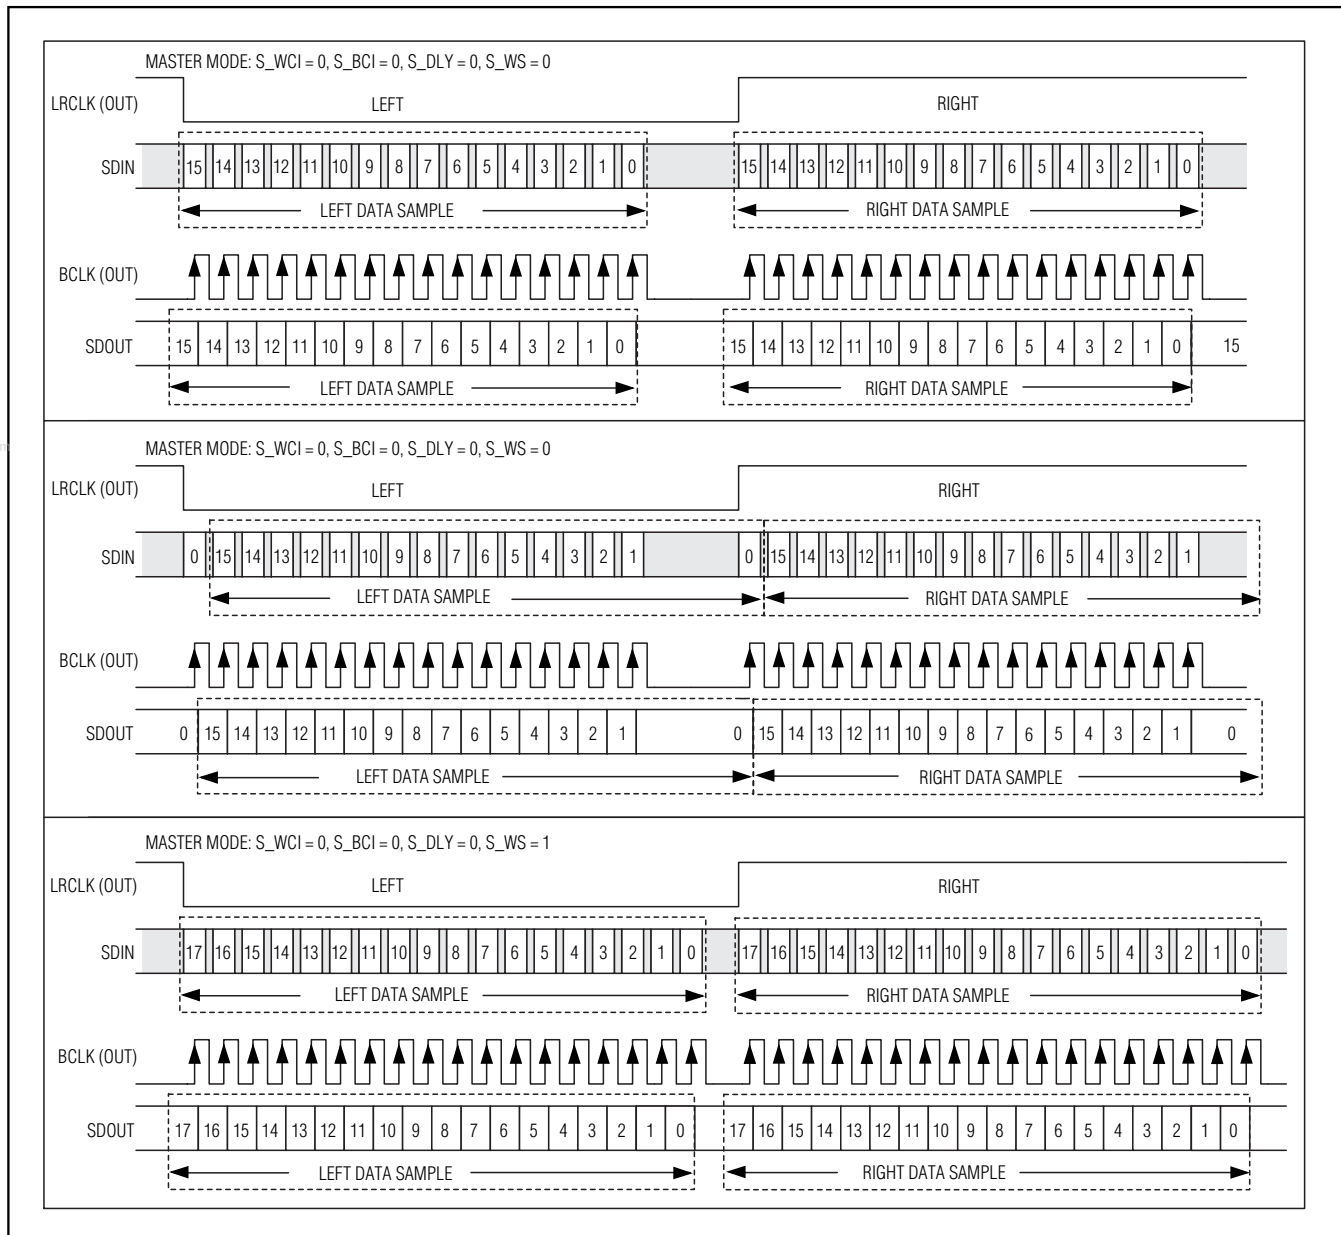 MASTER MODE: S_WCI = 0, S_BCI = 0, S_DLY = 0, S_WS = 0
LRCLK (OUT) LEFT RIGHT
SDIN 15 14 13 12 11 10 9 8 7 6 5 4 3 2 1 0 15 14 13 12 11 10 9 8 7 6 5 4 3 2 1 0
LEFT DATA SAMPLE RIGHT DATA SAMPLE
BCLK (OUT)
SDOUT 15 14 13 12 11 10 9 8 7 6 5 4 3 2 1 0 15 14 13 12 11 10 9 8 7 6 5 4 3 2 1 0 15
LEFT DATA SAMPLE RIGHT DATA SAMPLE
MASTER MODE: S_WCI = 0, S_BCI = 0, S_DLY = 0, S_WS = 0
LRCLK (OUT) LEFT RIGHT
SDIN 0 15 14 13 12 11 10 9 8 7 6 5 4 3 2 1 0 15 14 13 12 11 10 9 8 7 6 5 4 3 2 1
LEFT DATA SAMPLE RIGHT DATA SAMPLE
BCLK (OUT)
SDOUT 0 15 14 13 12 11 10 9 8 7 6 5 4 3 2 1 0 15 14 13 12 11 10 9 8 7 6 5 4 3 2 1 0
LEFT DATA SAMPLE RIGHT DATA SAMPLE
MASTER MODE: S_WCI = 0, S_BCI = 0, S_DLY = 0, S_WS = 1
LRCLK (OUT) LEFT RIGHT
SDIN 17 16 15 14 13 12 11 10 9 8 7 6 5 4 3 2 1 0 17 16 15 14 13 12 11 10 9 8 7 6 5 4 3 2 1 0
LEFT DATA SAMPLE RIGHT DATA SAMPLE
BCLK (OUT)
SDOUT 17 16 15 14 13 12 11 10 9 8 7 6 5 4 3 2 1 0 17 16 15 14 13 12 11 10 9 8 7 6 5 4 3 2 1 0
LEFT DATA SAMPLE RIGHT DATA SAMPLE